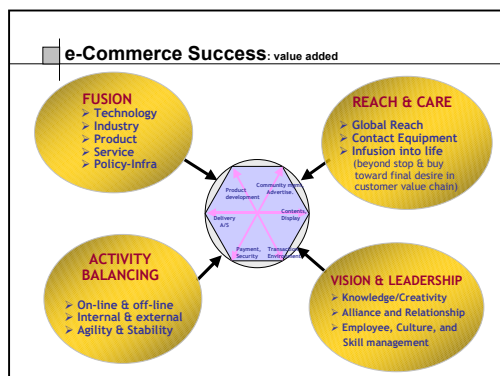 e-Commerce Success: value added
FUSION
➤ Technology
➤ Industry
➤ Product
➤ Service
➤ Policy-Infra
REACH & CARE
➤ Global Reach
➤ Contact Equipment
➤ Infusion into life
(beyond stop & buy
toward final desire in
customer value chain)
Product
development
Community mgmt.
Advertise.
Delivery
A/S
Contents,
Display
Payment,
Security
Transaction
Environment
ACTIVITY
BALANCING
➤ On-line & off-line
➤ Internal & external
➤ Agility & Stability
VISION & LEADERSHIP
➤ Knowledge/Creativity
➤ Alliance and Relationship
➤ Employee, Culture, and
Skill management